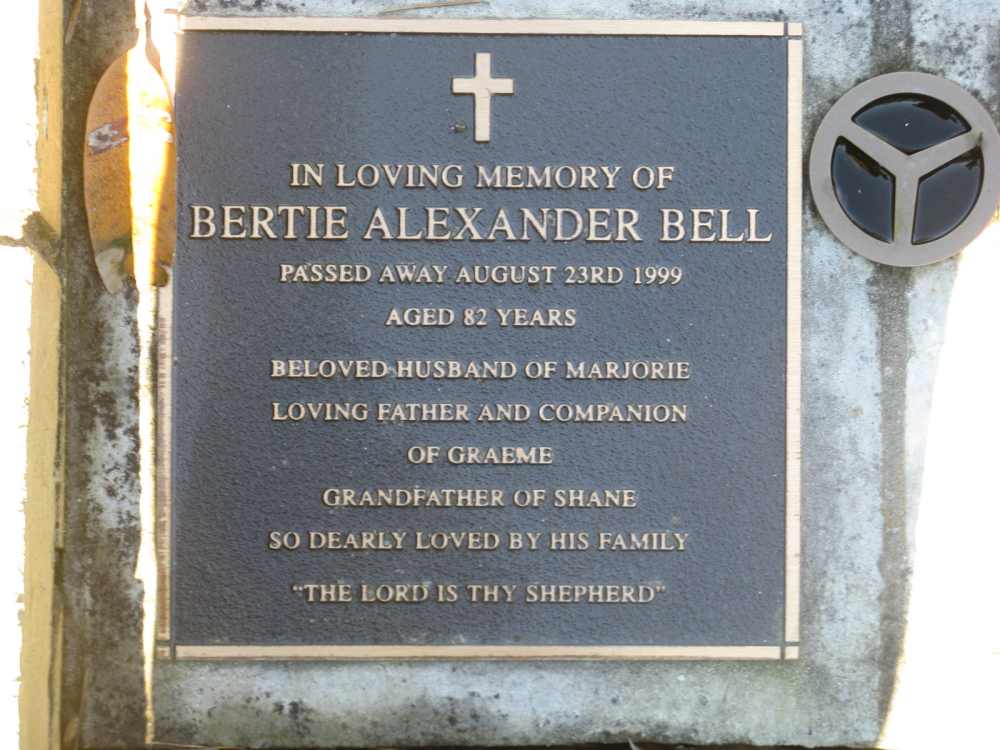 IN LOVING MEMORY OF
BERTIE ALEXANDER BELL
PASSED AWAY AUGUST 23RD 1999
AGED 82 YEARS
BELOVED HUSBAND OF MARJORIE
LOVING FATHER AND COMPANION
OF GRAEME
GRANDFATHER OF SHANE
SO DEARLY LOVED BY HIS FAMILY
"THE LORD IS THY SHEPHERD"